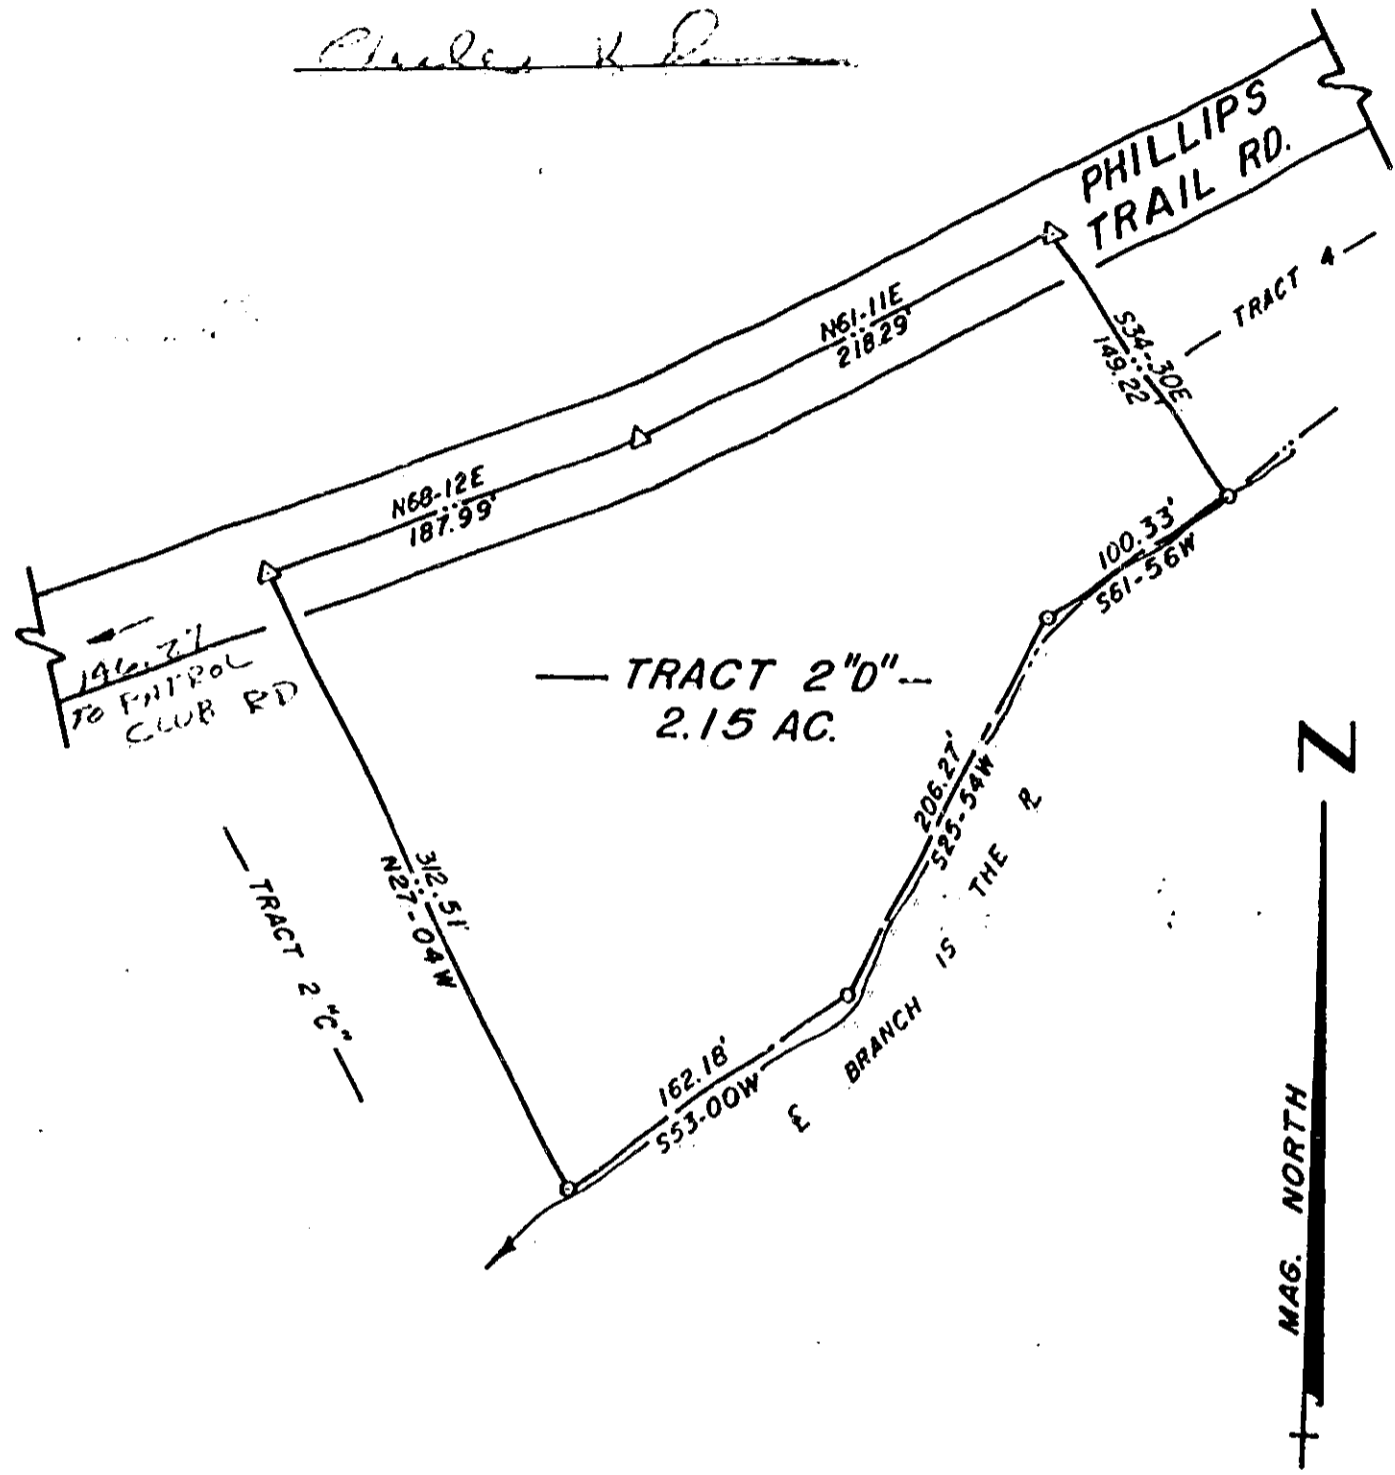 PHILLIPS
TRAIL RD.
TRACT 4
N61-11E
218.29'
S34-30E
149.22'
N68-12E
187.99'
100.33'
S61-56W
TO
CLUB RD
TRACT 2 "D"
2.15 AC.
206.27'
S25-54W
312.51'
N27-04W
TRACT 2 "C"
℄ BRANCH IS THE ⅊
162.18'
S53-00W
N
MAG. NORTH